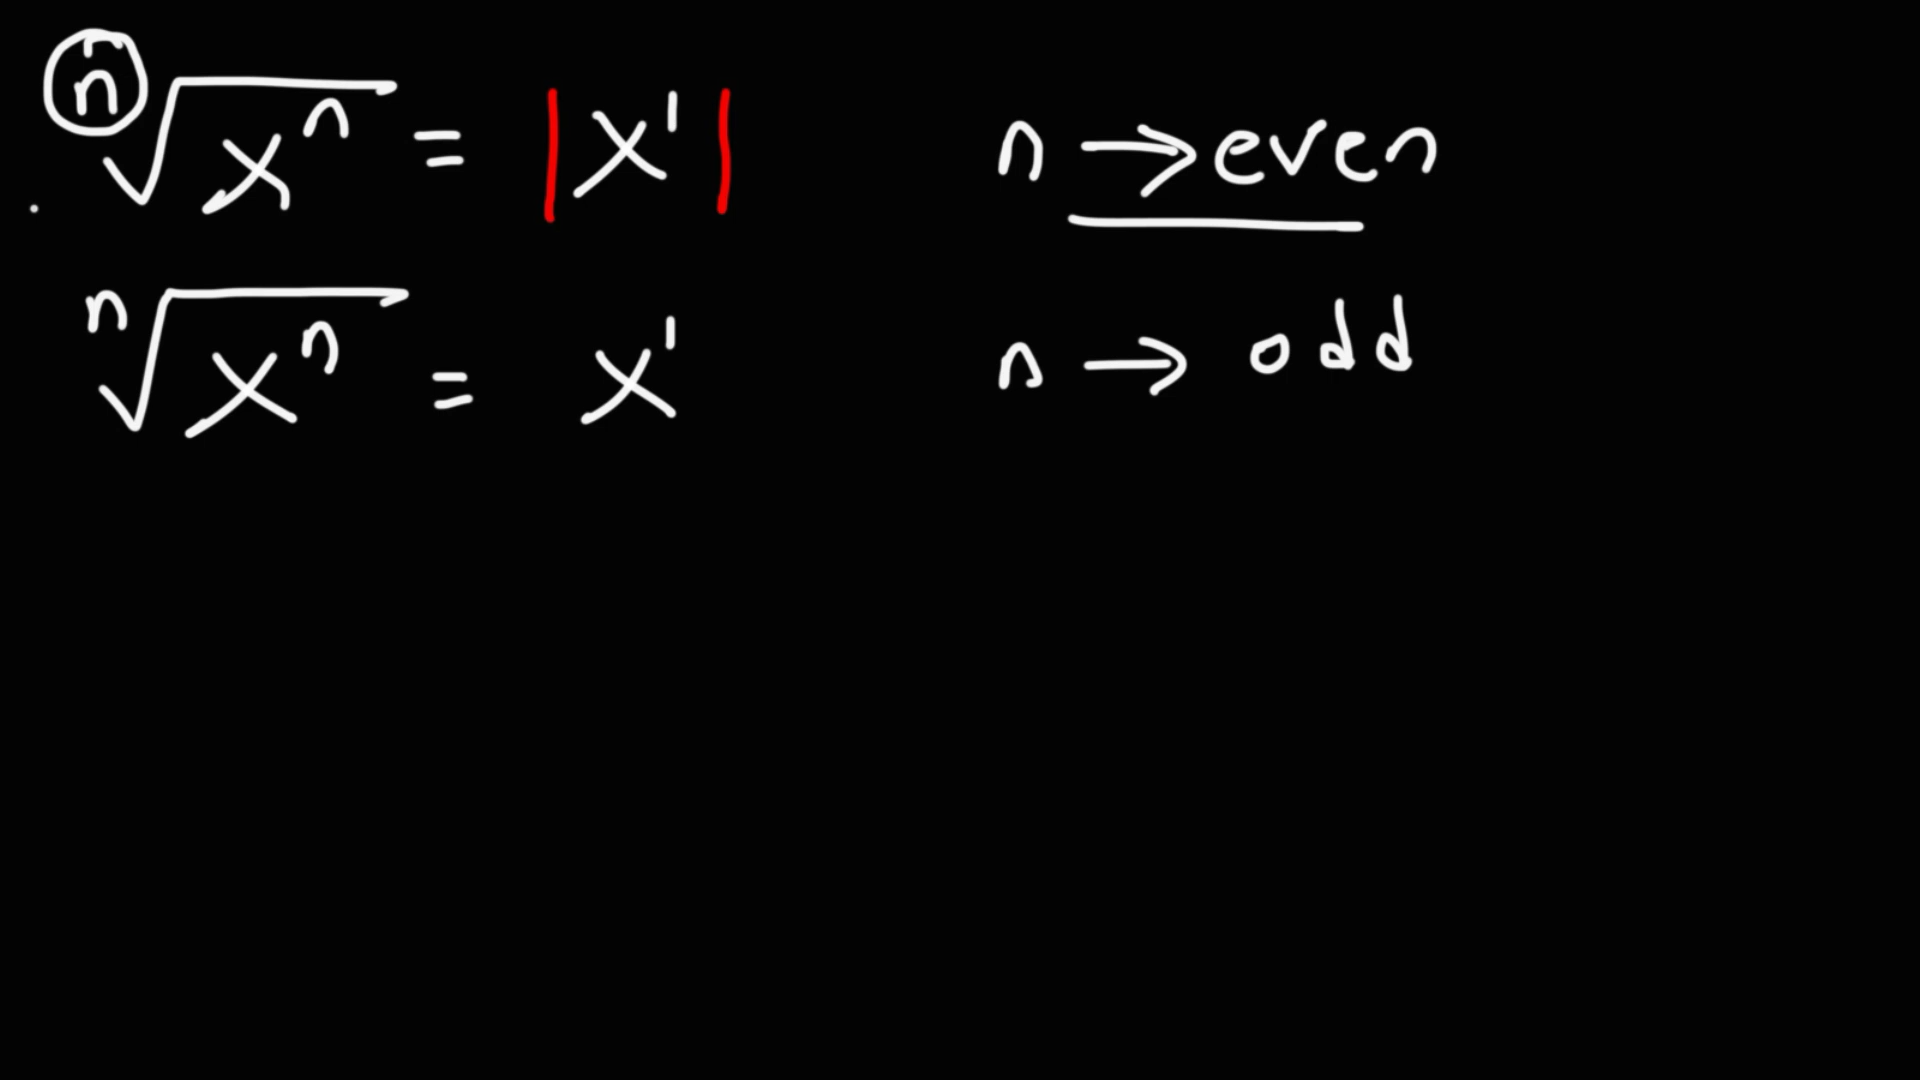 ⁿ√xⁿ = |x¹| n → even
ⁿ√xⁿ = x¹ n → odd